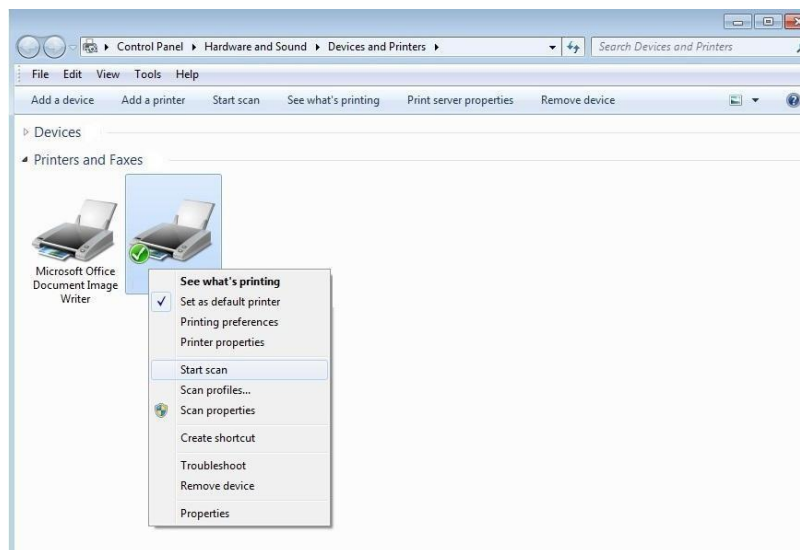 Control Panel Hardware and Sound Devices and Printers Search Devices and Printers
File Edit View Tools Help
Add a device Add a printer Start scan See what's printing Print server properties Remove device
Devices
Printers and Faxes
Microsoft Office
Document Image
Writer
See what's printing
Set as default printer
Printing preferences
Printer properties
Start scan
Scan profiles...
Scan properties
Create shortcut
Troubleshoot
Remove device
Properties